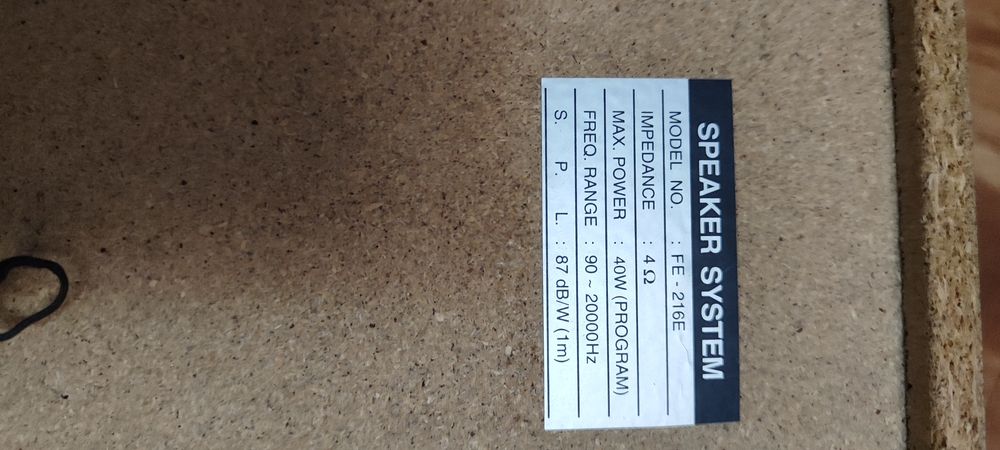 SPEAKER SYSTEM
MODEL NO. : FE - 216E
IMPEDANCE : 4 Ω
MAX. POWER : 40W (PROGRAM)
FREQ. RANGE : 90 ~ 20000Hz
S. P. L. : 87 dB/W (1m)